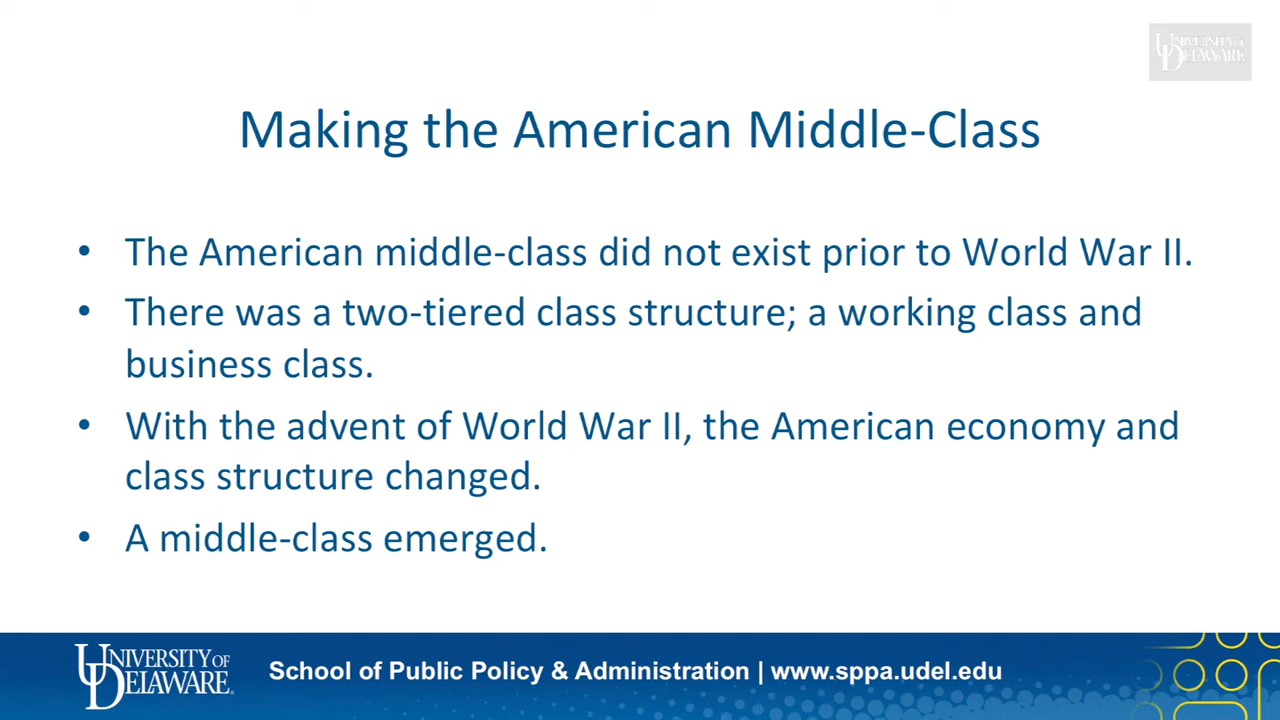 UNIVERSITY OF
DELAWARE
Making the American Middle-Class
• The American middle-class did not exist prior to World War II.
• There was a two-tiered class structure; a working class and
business class.
• With the advent of World War II, the American economy and
class structure changed.
• A middle-class emerged.
UNIVERSITY OF
DELAWARE
School of Public Policy & Administration | www.sppa.udel.edu